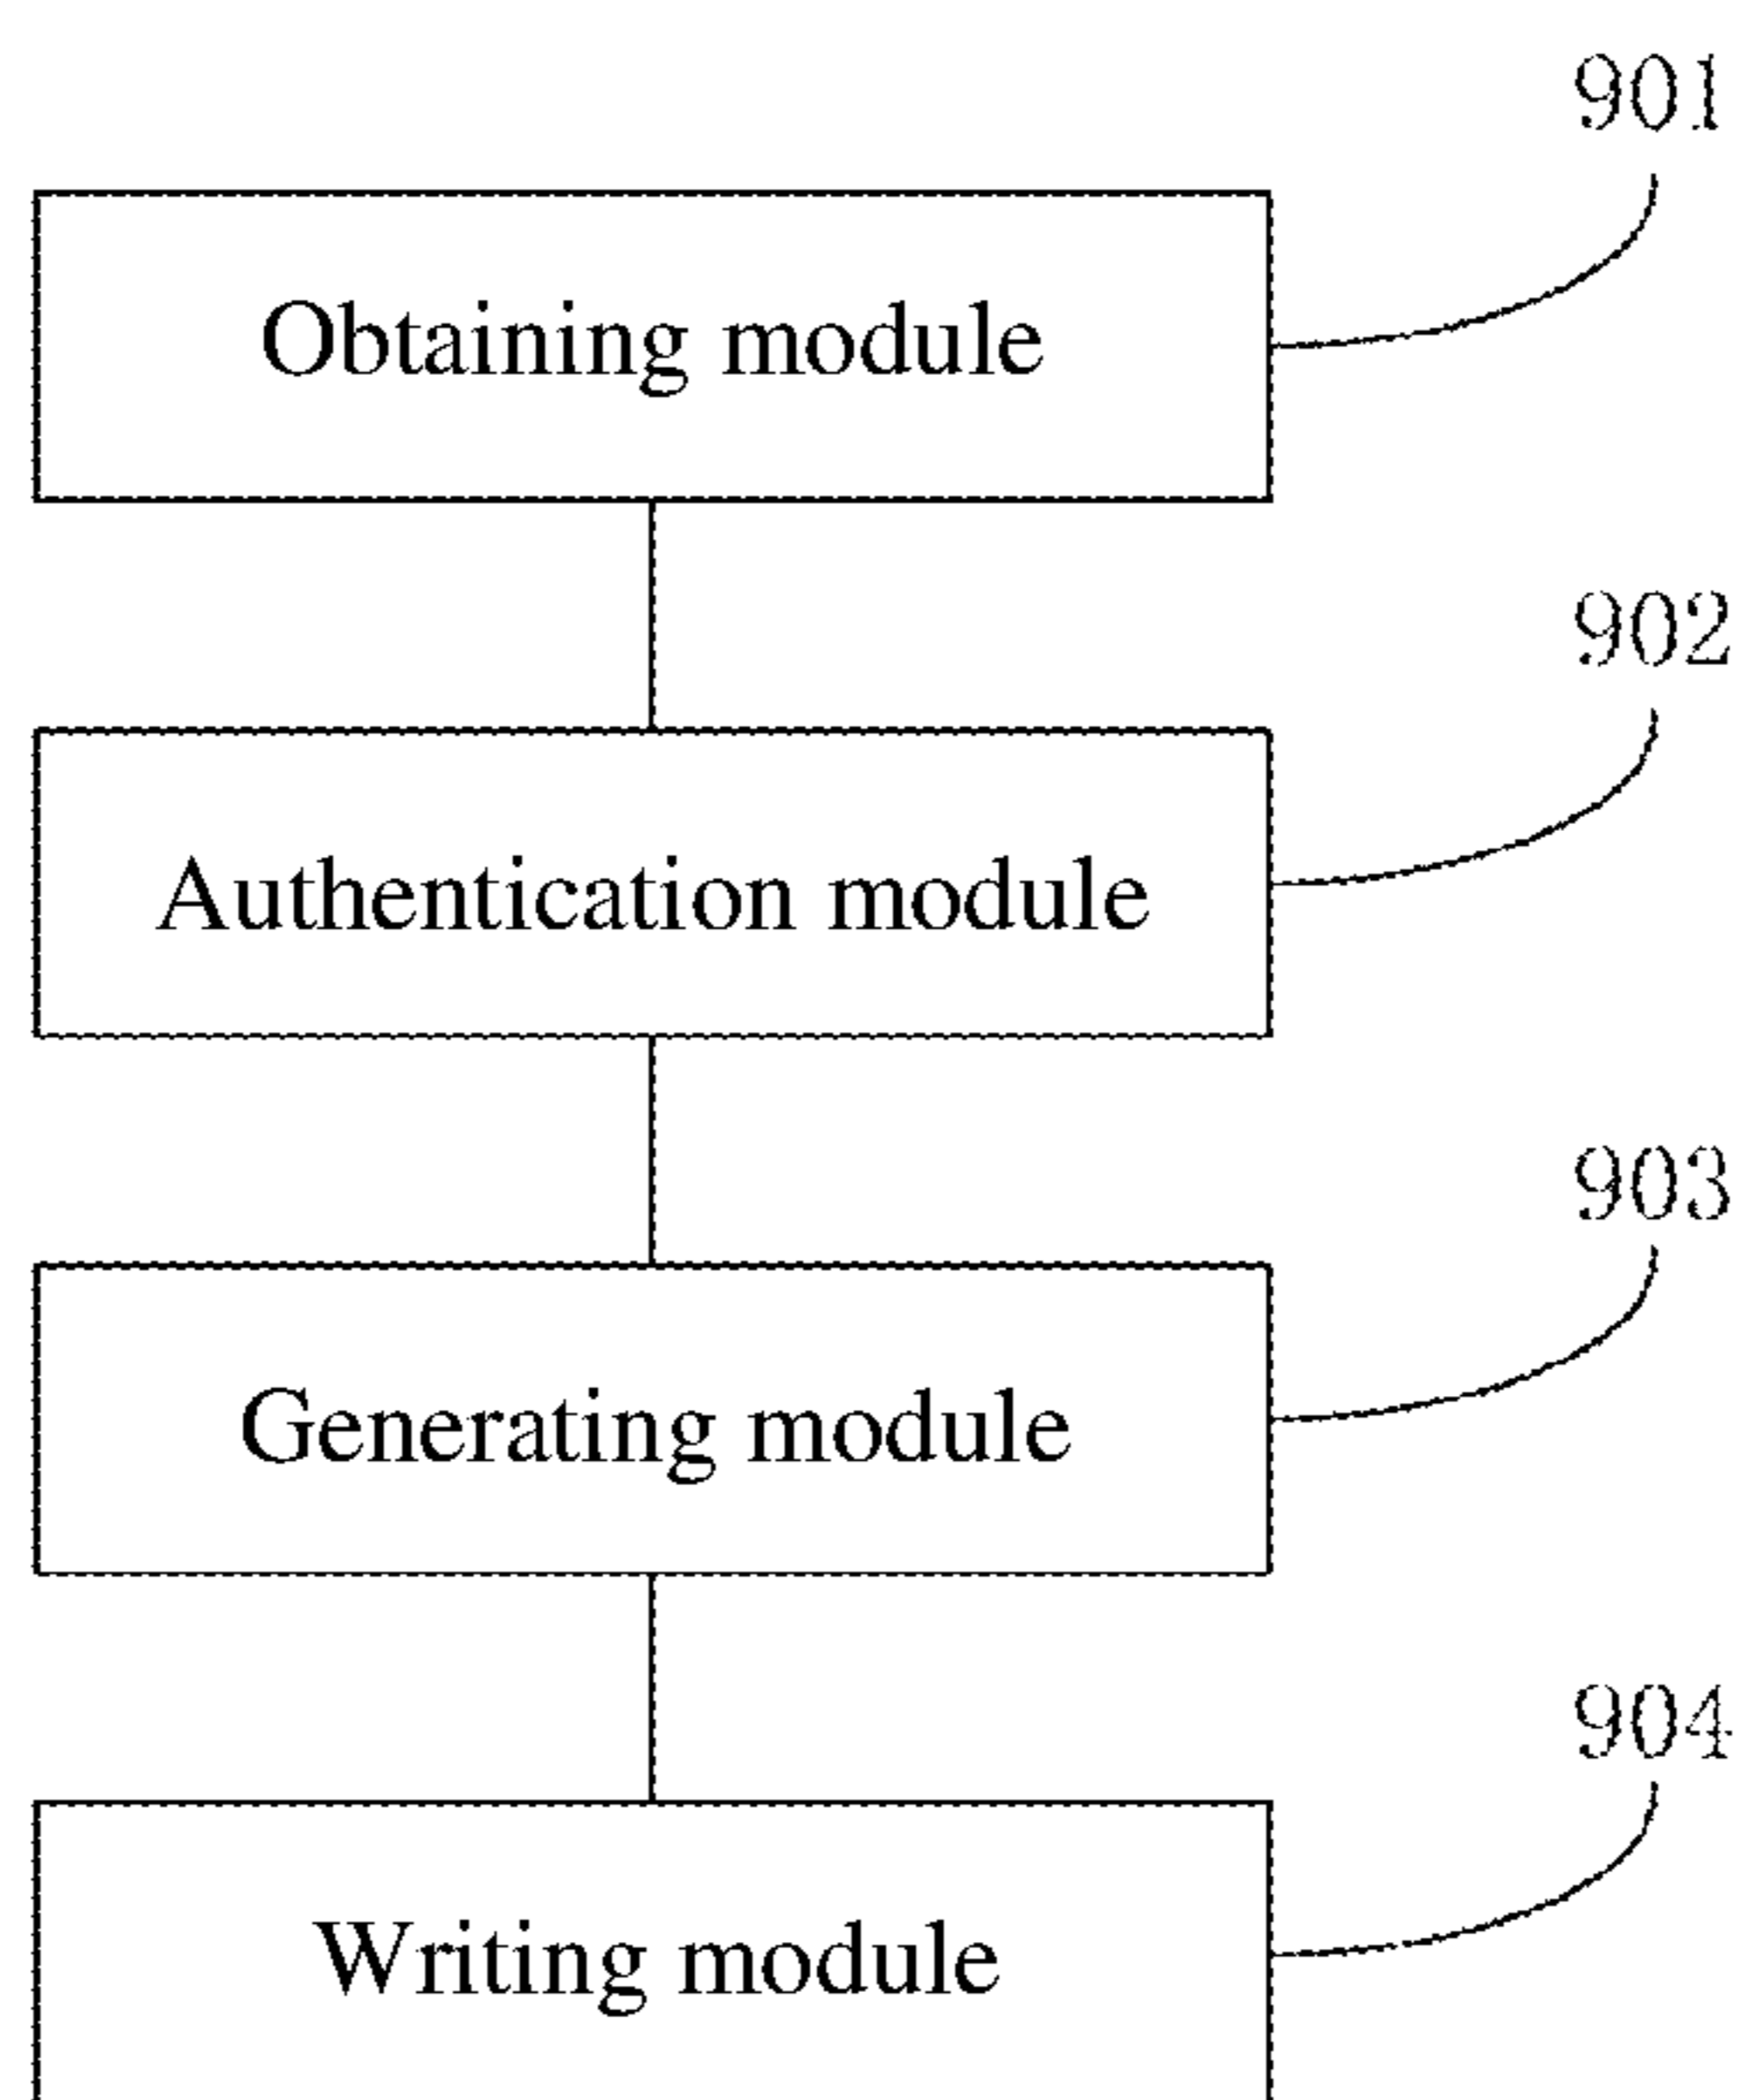 901
Obtaining module
902
Authentication module
903
Generating module
904
Writing module